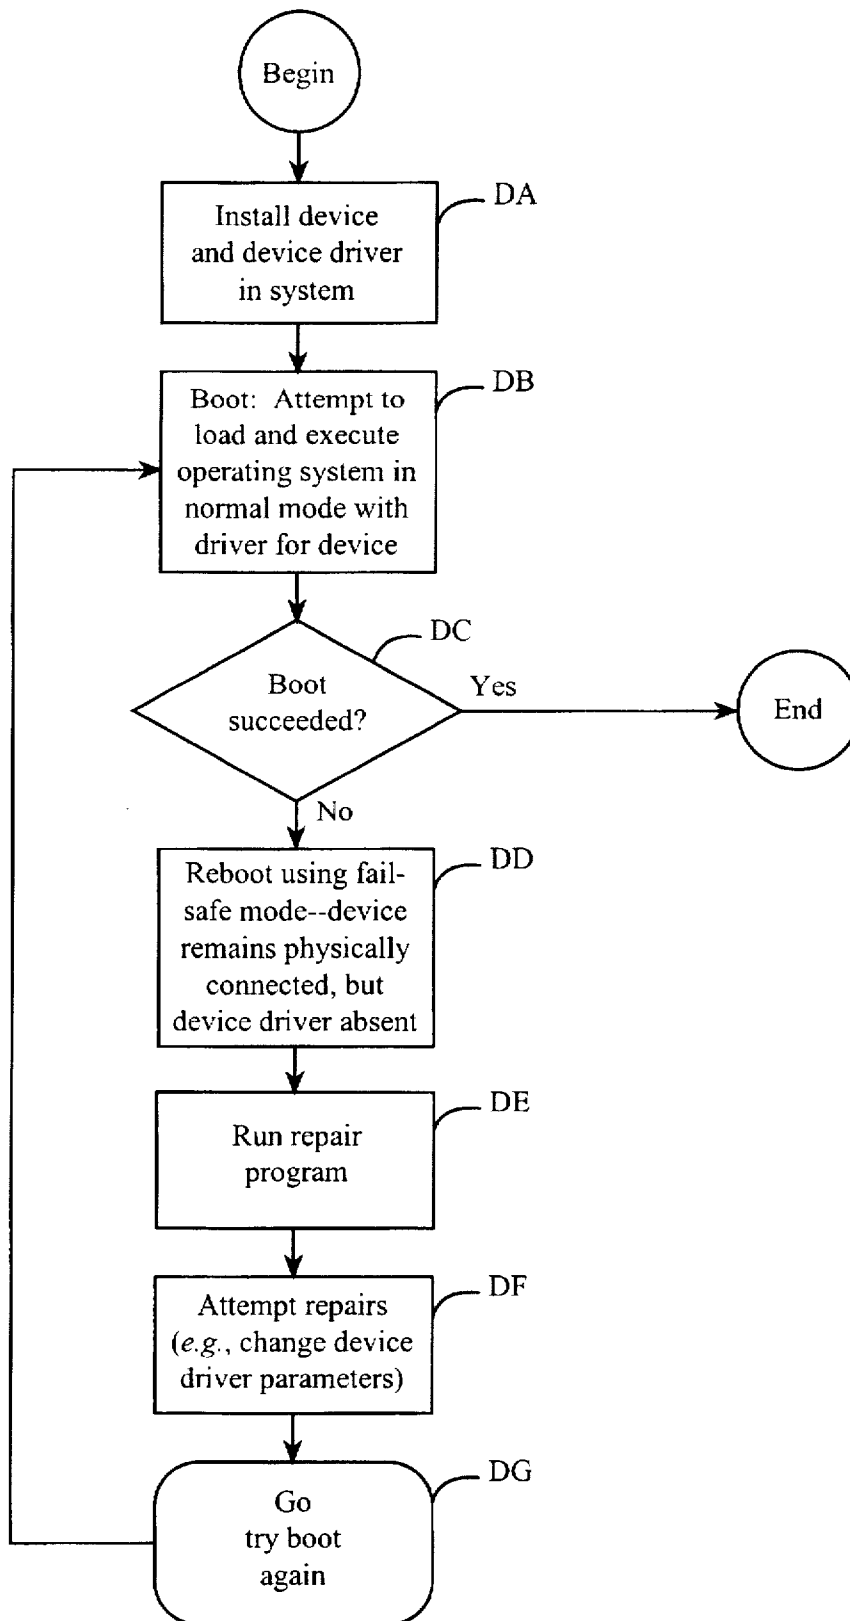 Begin
DA
Install device
and device driver
in system
DB
Boot: Attempt to
load and execute
operating system in
normal mode with
driver for device
DC
Boot
succeeded?
Yes
End
No
DD
Reboot using fail-
safe mode--device
remains physically
connected, but
device driver absent
DE
Run repair
program
DF
Attempt repairs
(e.g., change device
driver parameters)
DG
Go
try boot
again